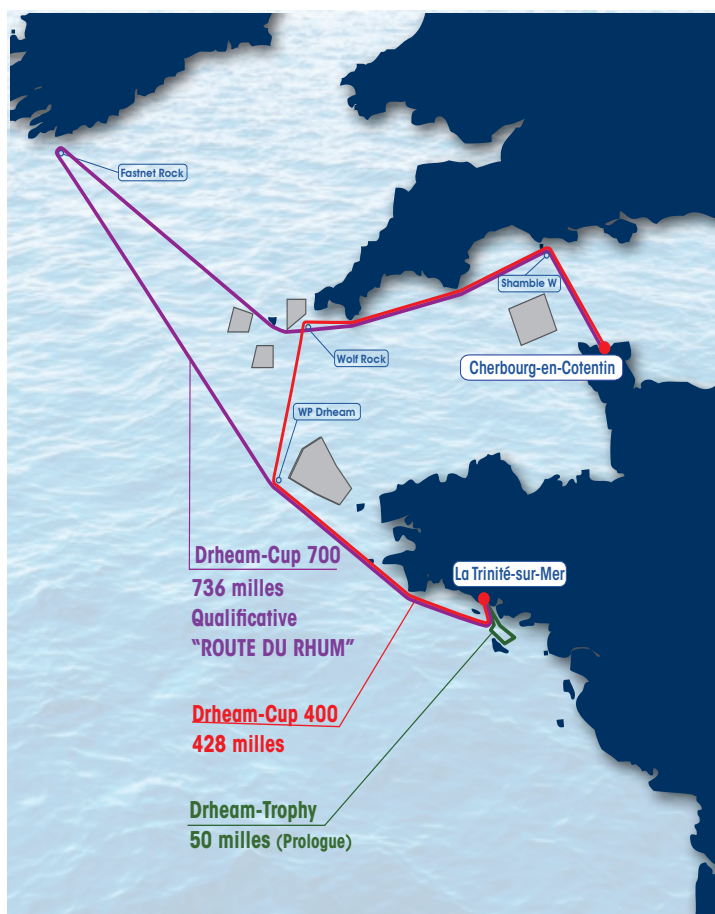 Fastnet Rock
Shamble W
Wolf Rock
Cherbourg-en-Cotentin
WP Drheam
Drheam-Cup 700
736 milles
Qualificative
“ROUTE DU RHUM”
La Trinité-sur-Mer
Drheam-Cup 400
428 milles
Drheam-Trophy
50 milles (Prologue)